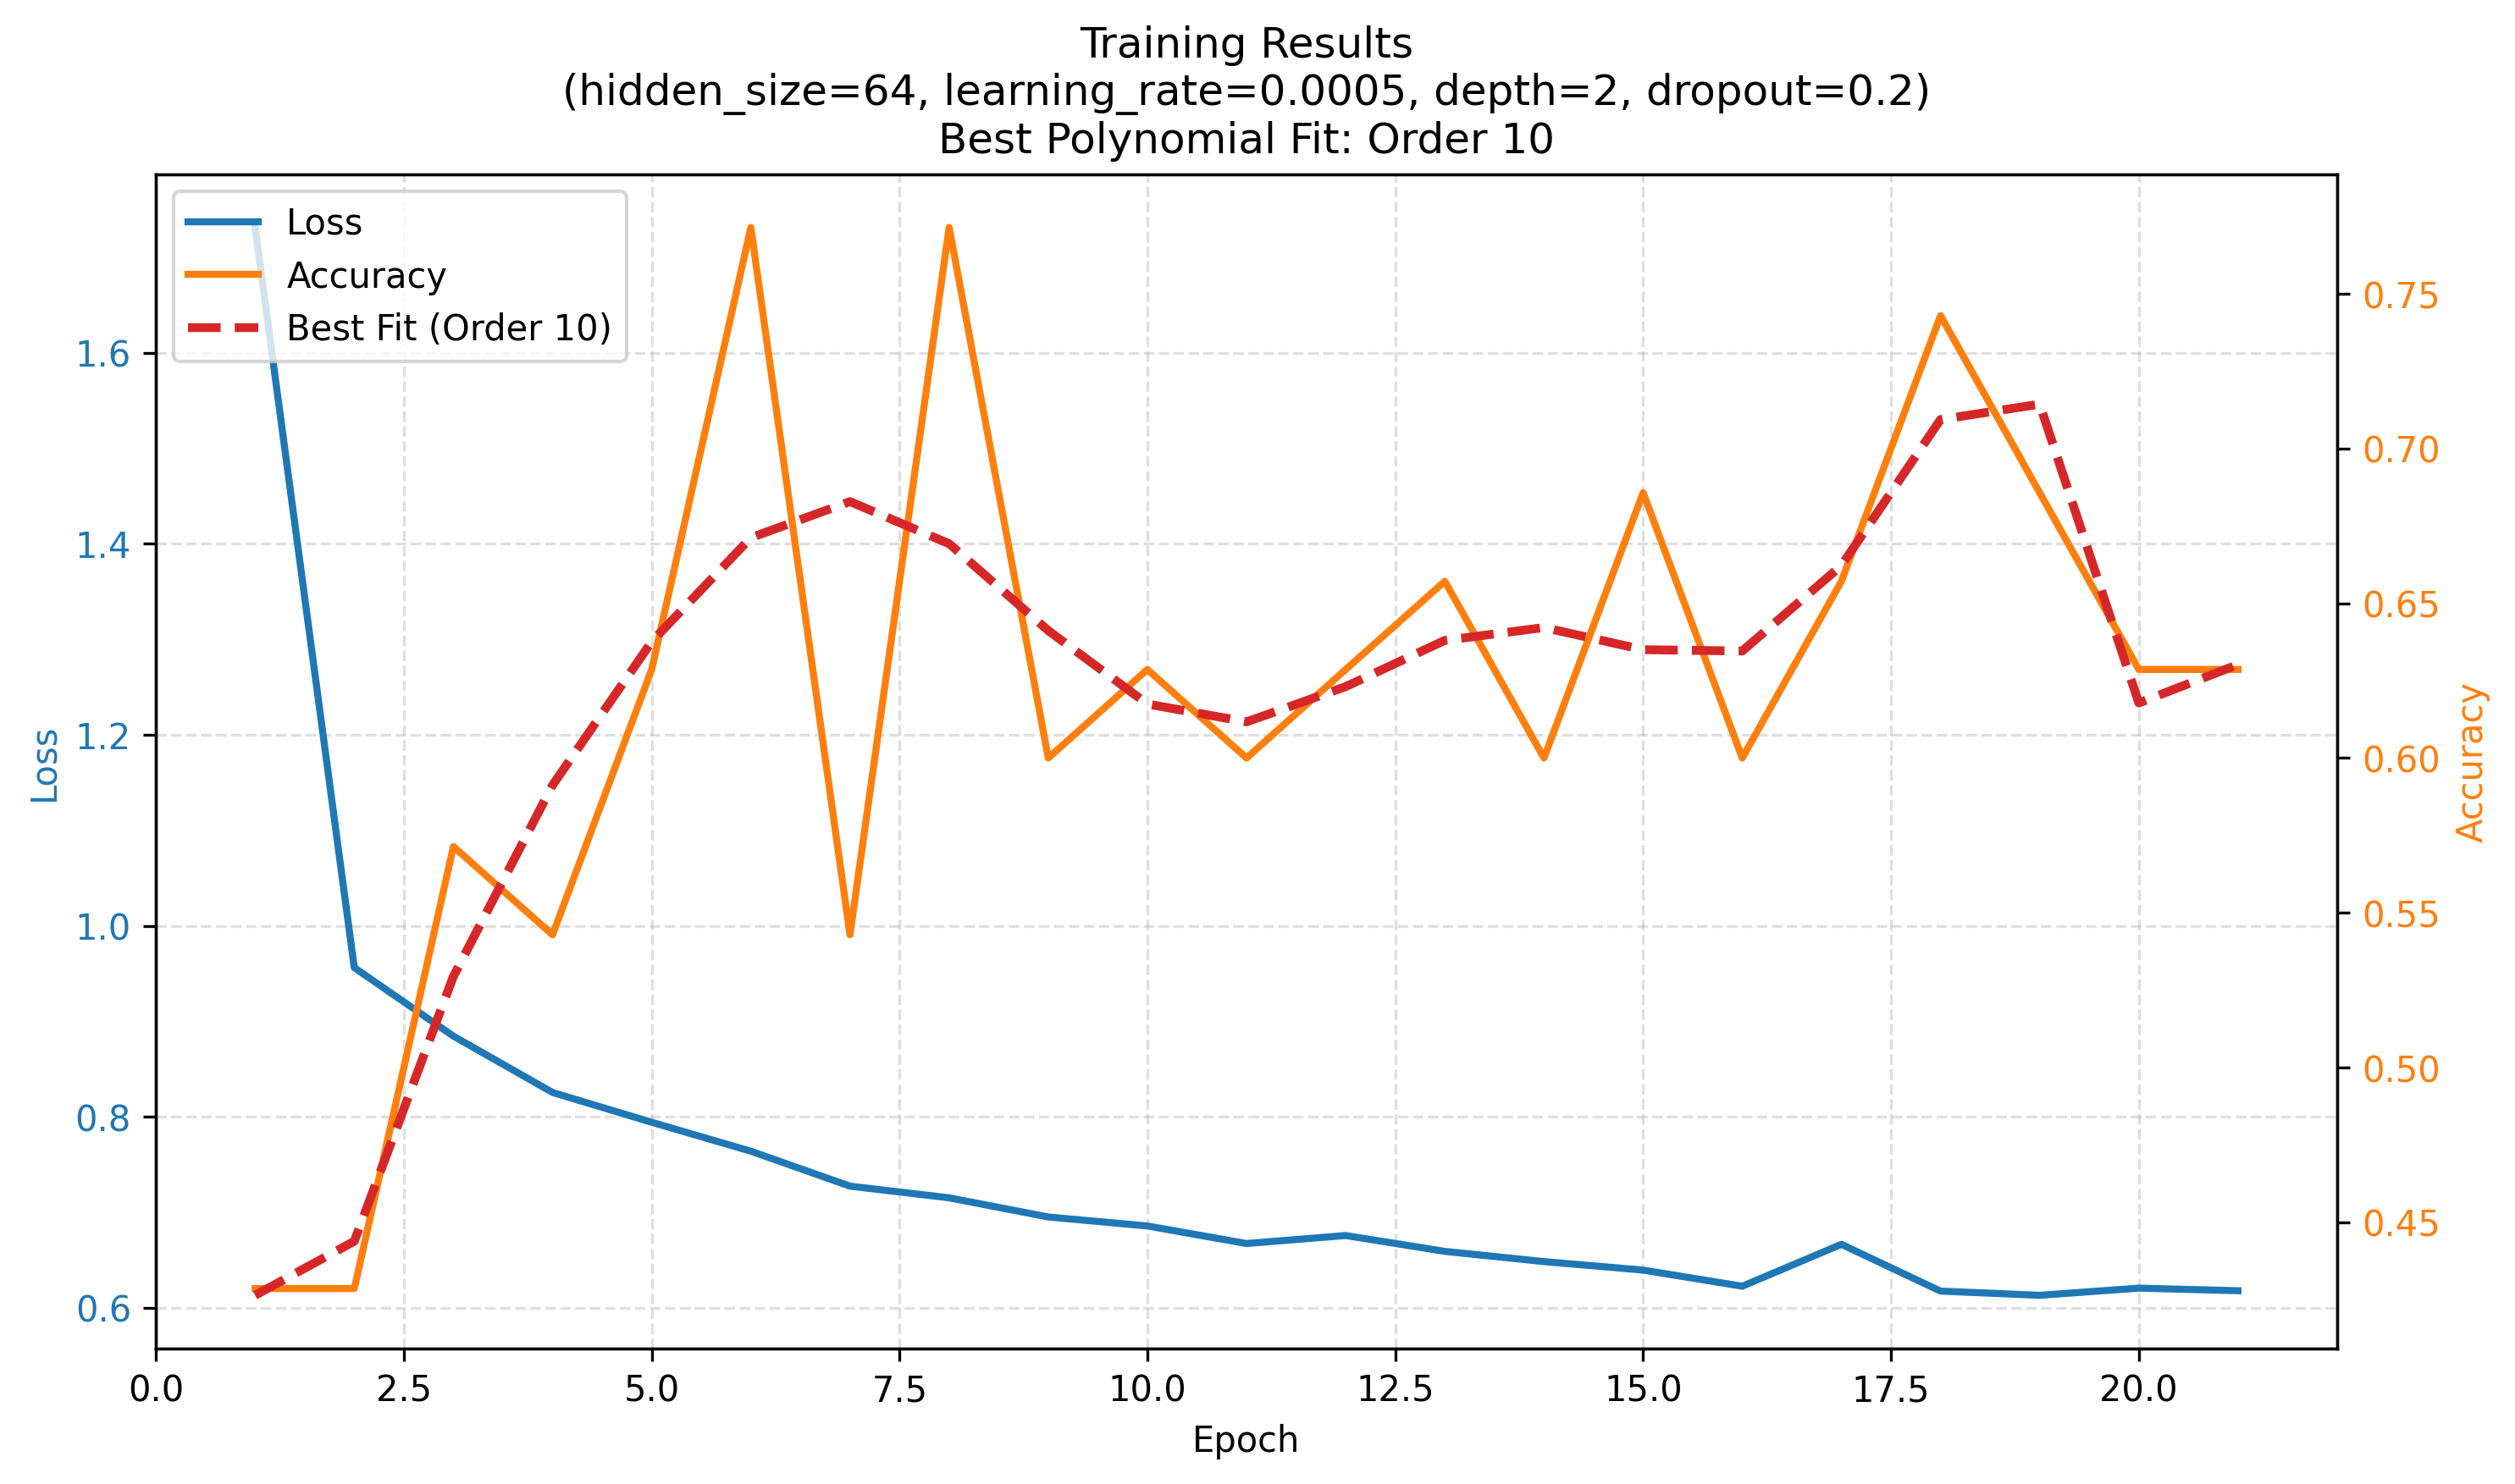 Training Results
(hidden_size=64, learning_rate=0.0005, depth=2, dropout=0.2)
Best Polynomial Fit: Order 10
Loss
Accuracy
Best Fit (Order 10)
1.6
1.4
1.2
1.0
0.8
0.6
Loss
0.75
0.70
0.65
0.60
0.55
0.50
0.45
Accuracy
0.0 2.5 5.0 7.5 10.0 12.5 15.0 17.5 20.0
Epoch